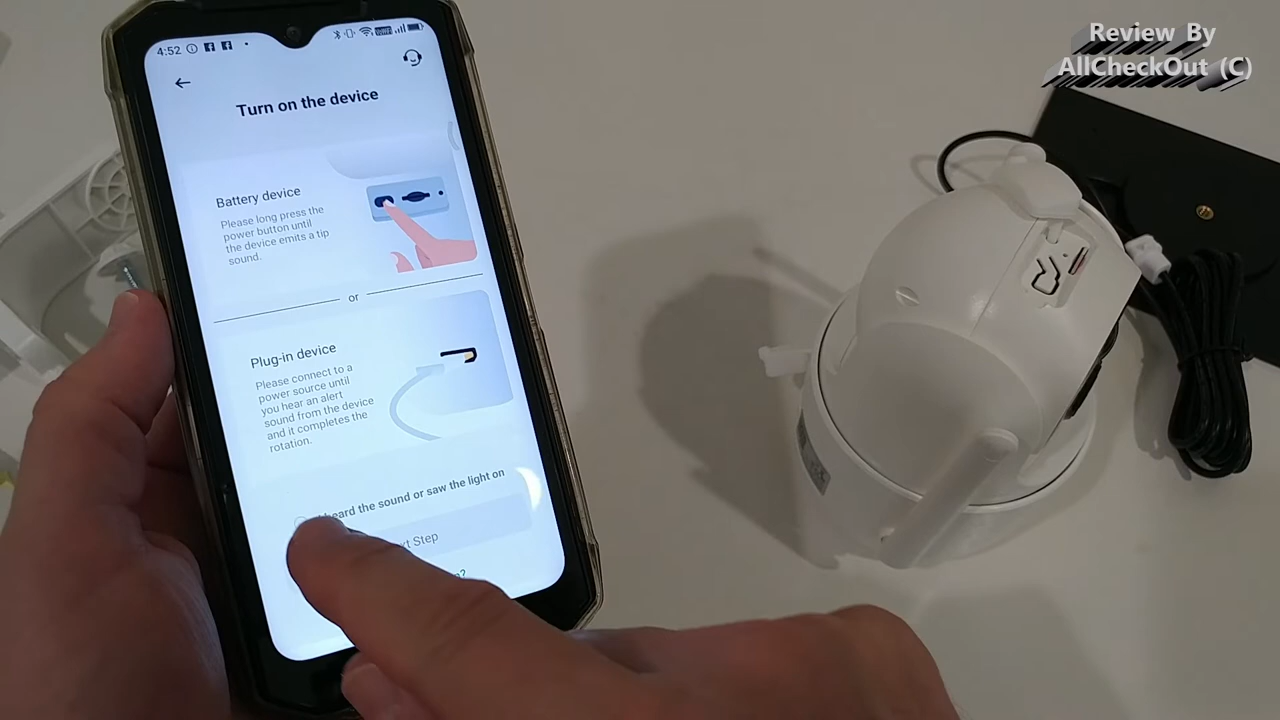 Review By
AllCheckOut (C)
4:52
Turn on the device
Battery device
Please long press the
power button until
the device emits a tip
sound.
or
Plug-in device
Please connect to a
power source until
you hear an alert
sound from the device
and it completes the
rotation.
heard the sound or saw the light on
Step